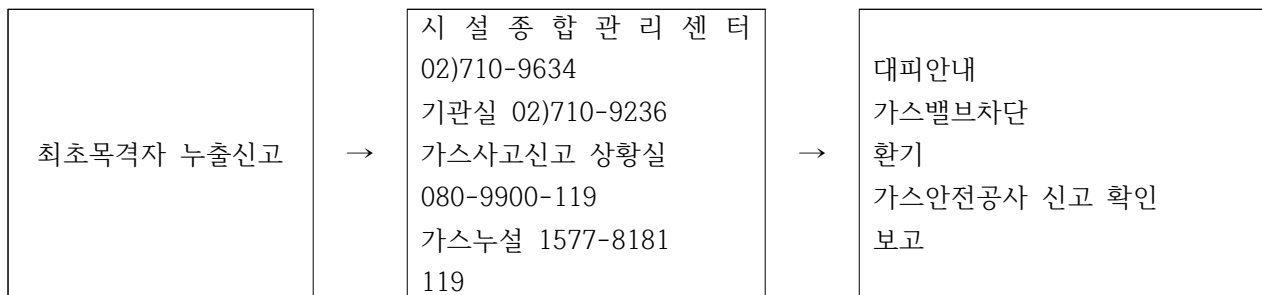 최초목격자 누출신고
→
시 설 종 합 관 리 센 터
02)710-9634
기관실 02)710-9236
가스사고신고 상황실
080-9900-119
가스누설 1577-8181
119
→
대피안내
가스밸브차단
환기
가스안전공사 신고 확인
보고